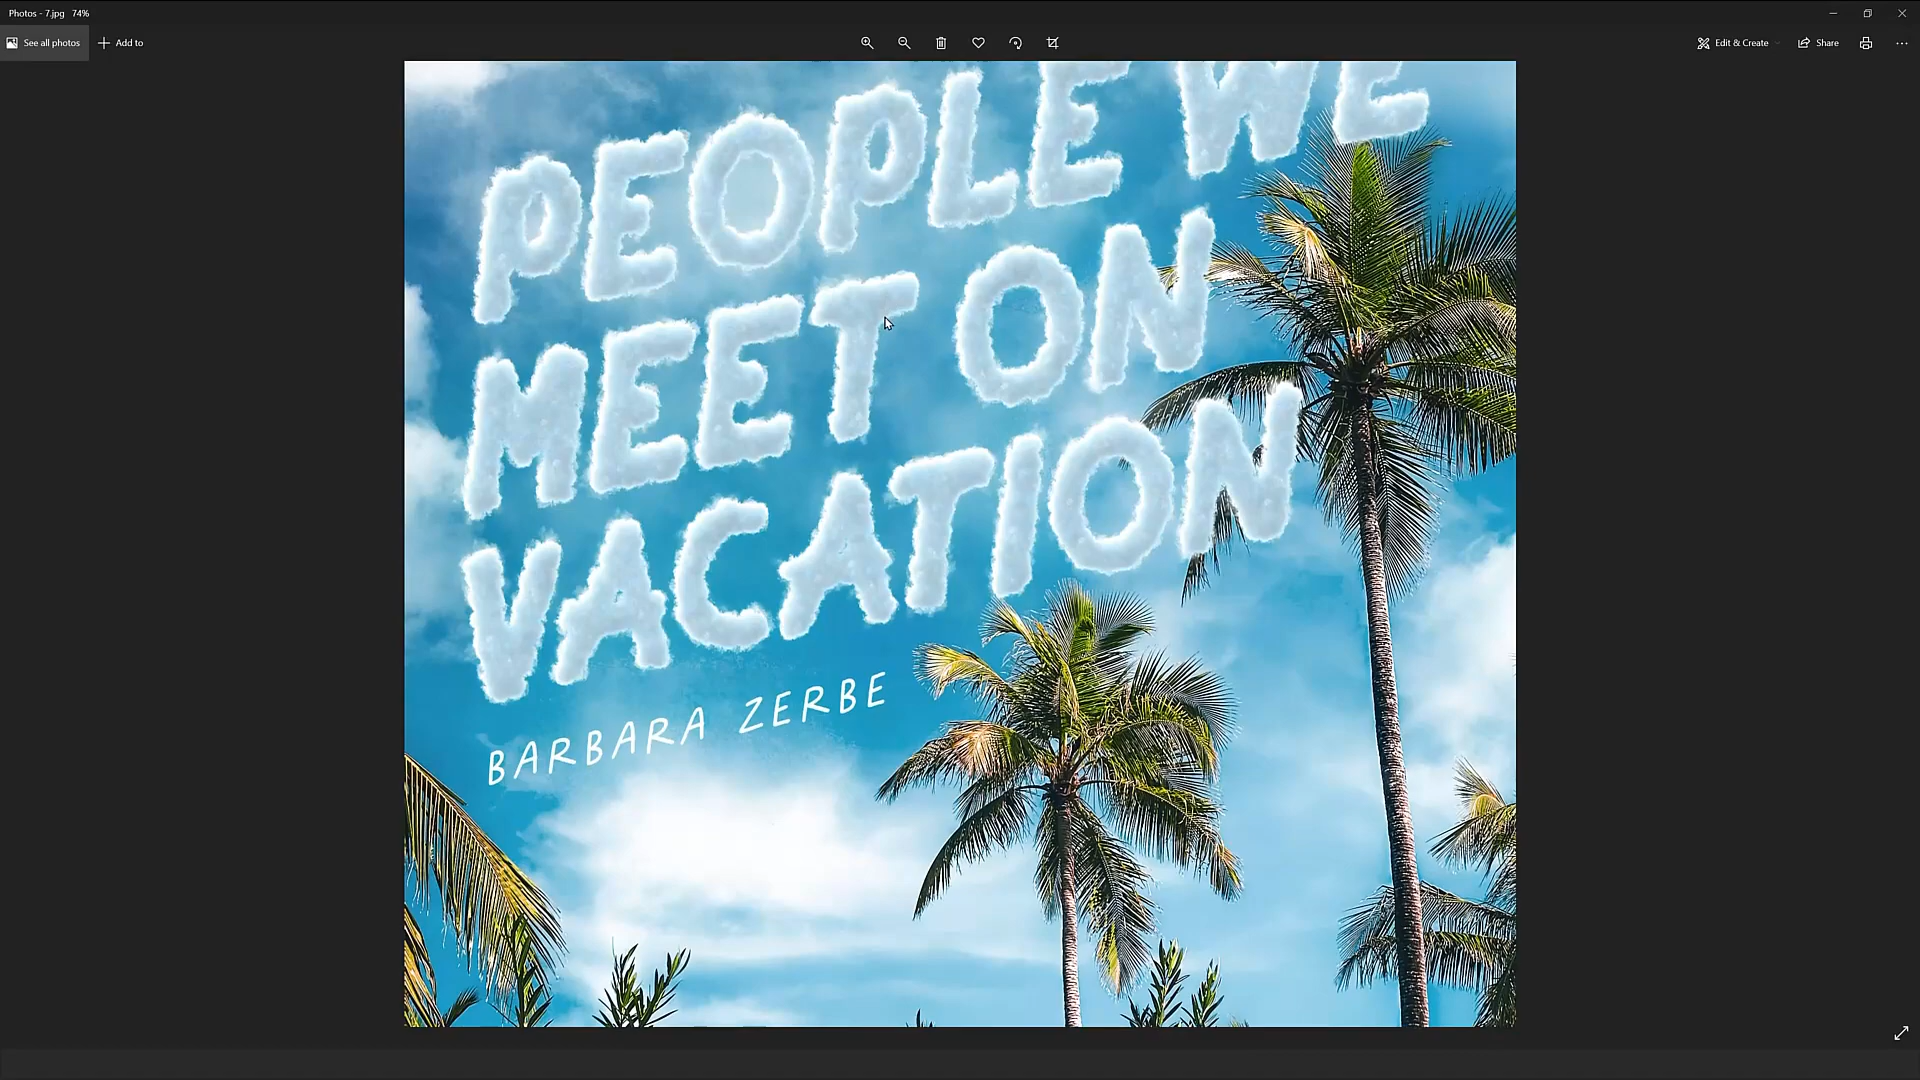 Photos - 7.jpg 74%
See all photos
Add to
Edit & Create
Share
PEOPLE WE
MEET ON
VACATION
BARBARA ZERBE